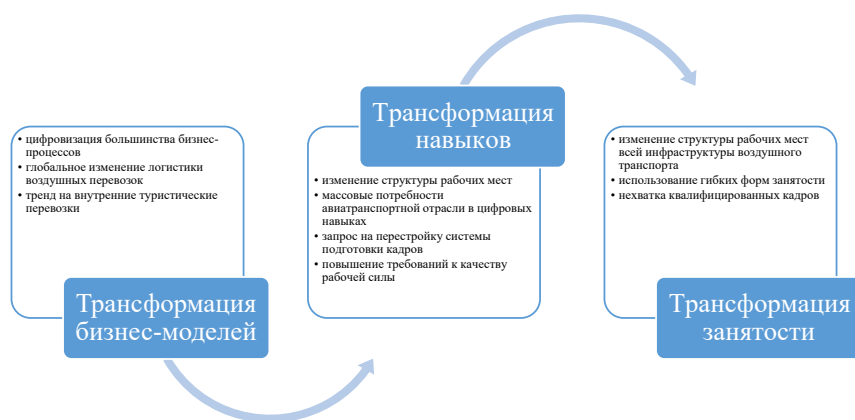 • цифровизация большинства бизнес-
процессов
• глобальное изменение логистики
воздушных перевозок
• тренд на внутренние туристические
перевозки
Трансформация
бизнес-моделей
Трансформация
навыков
• изменение структуры рабочих мест
• массовые потребности
авиатранспортной отрасли в цифровых
навыках
• запрос на перестройку системы
подготовки кадров
• повышение требований к качеству
рабочей силы
• изменение структуры рабочих мест
всей инфраструктуры воздушного
транспорта
• использование гибких форм занятости
• нехватка квалифицированных кадров
Трансформация
занятости